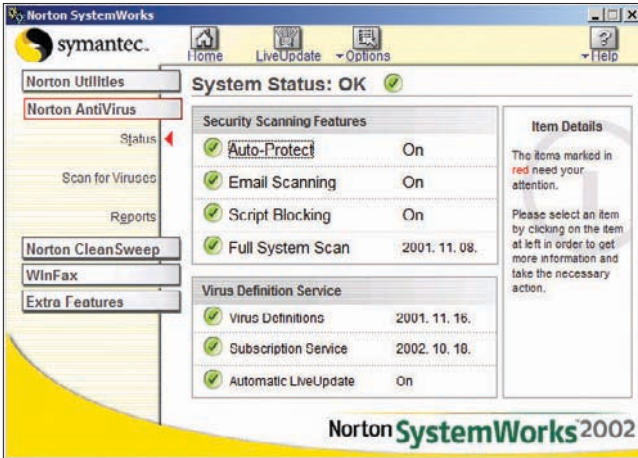 Norton SystemWorks
symantec.
Home
LiveUpdate
Options
Help
Norton Utilities
Norton AntiVirus
Status
Scan for Viruses
Reports
Norton CleanSweep
WinFax
Extra Features
System Status: OK
Security Scanning Features
Auto-Protect On
Email Scanning On
Script Blocking On
Full System Scan 2001. 11. 08.
Virus Definition Service
Virus Definitions 2001. 11. 16.
Subscription Service 2002. 10. 18.
Automatic LiveUpdate On
Item Details
The items marked in
red need your
attention.
Please select an item
by clicking on the item
at left in order to get
more information and
take the necessary
action.
Norton SystemWorks 2002